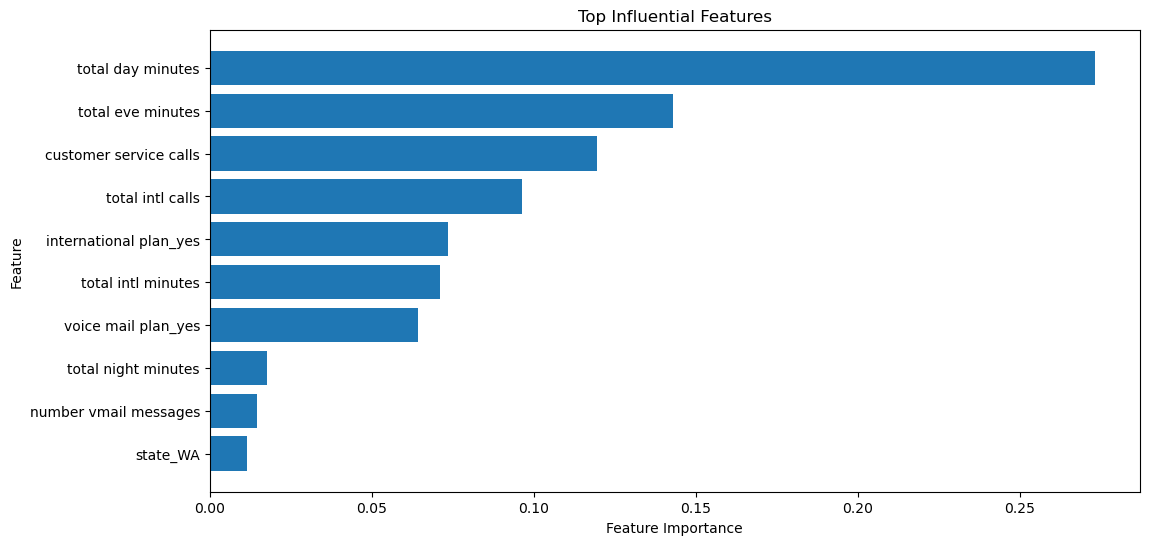 Top Influential Features
total day minutes
total eve minutes
customer service calls
total intl calls
international plan_yes
total intl minutes
voice mail plan_yes
total night minutes
number vmail messages
state_WA
Feature
0.00 0.05 0.10 0.15 0.20 0.25
Feature Importance